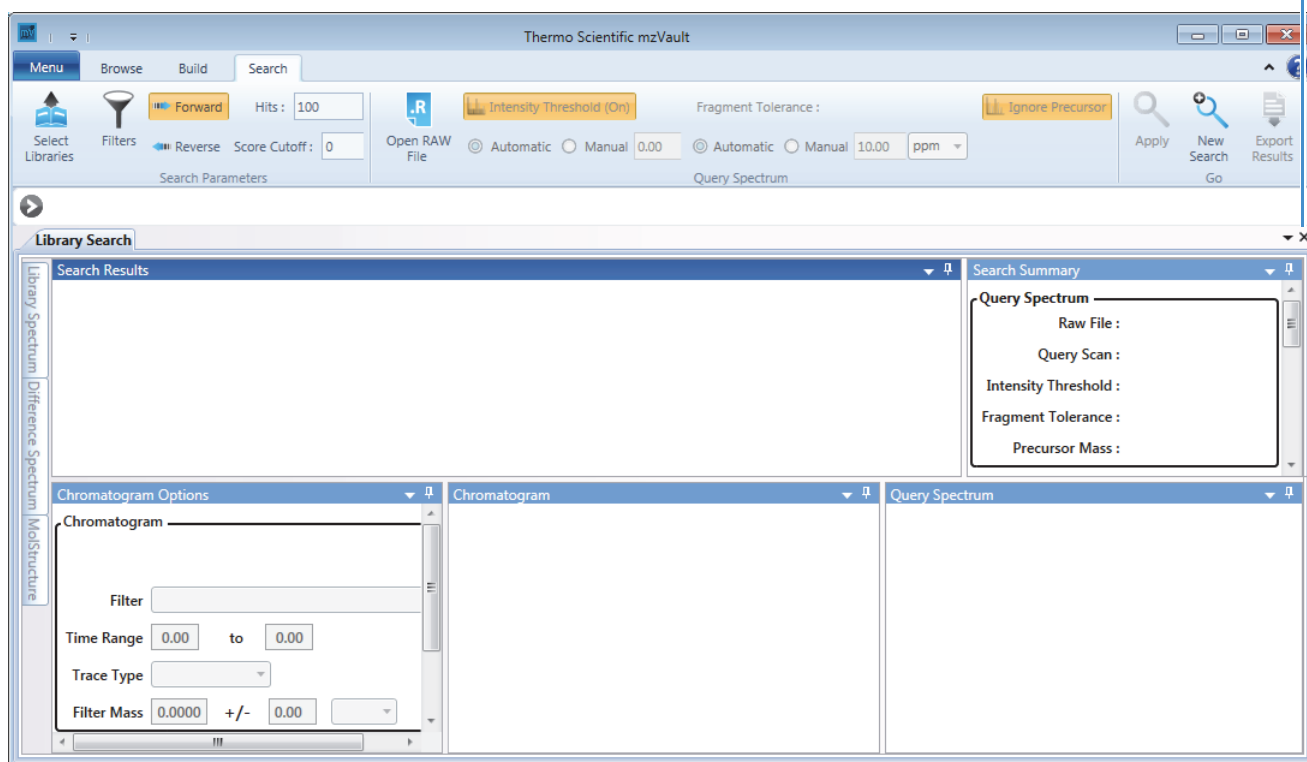 mV
Thermo Scientific mzVault
Menu Browse Build Search
?
Select Libraries
Filters
Forward Hits : 100
Reverse Score Cutoff : 0
Search Parameters
.R
Open RAW File
Intensity Threshold (On) Fragment Tolerance : Ignore Precursor
Automatic Manual 0.00 Automatic Manual 10.00 ppm
Query Spectrum
Apply
New Search
Export Results
Go
Library Search
Library Spectrum
Difference Spectrum
MolStructure
Search Results
Search Summary
Query Spectrum
Raw File :
Query Scan :
Intensity Threshold :
Fragment Tolerance :
Precursor Mass :
Chromatogram Options
Chromatogram
Filter
Time Range 0.00 to 0.00
Trace Type
Filter Mass 0.0000 +/- 0.00
Chromatogram
Query Spectrum